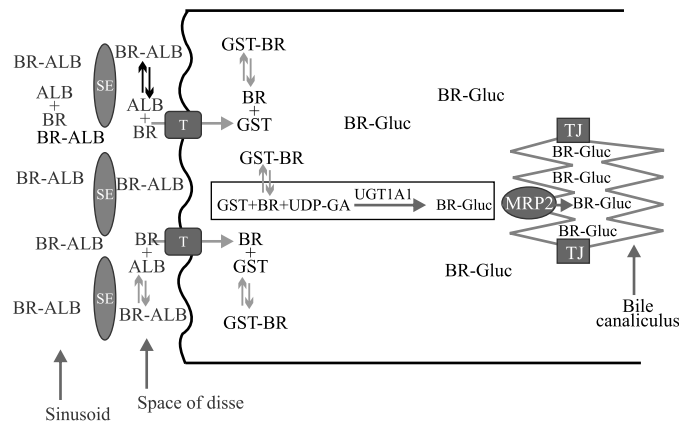 BR-ALB
ALB
+
BR
BR-ALB
BR-ALB
BR-ALB
BR-ALB
SE
SE
SE
BR-ALB
ALB
+
BR
BR-ALB
BR
+
ALB
BR-ALB
T
T
GST-BR
BR
+
GST
GST-BR
GST+BR+UDP-GA
UGT1A1
BR-Gluc
BR
+
GST
GST-BR
BR-Gluc
BR-Gluc
BR-Gluc
TJ
BR-Gluc
BR-Gluc
MRP2
BR-Gluc
BR-Gluc
TJ
Bile
canaliculus
Sinusoid
Space of disse